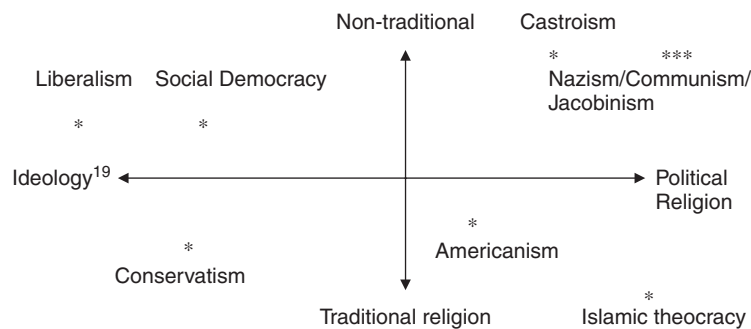 Non-traditional Castroism
* ***
Liberalism Social Democracy Nazism/Communism/
Jacobinism
* *
Ideology19 Political
Religion
*
* Americanism
Conservatism
*
Traditional religion Islamic theocracy